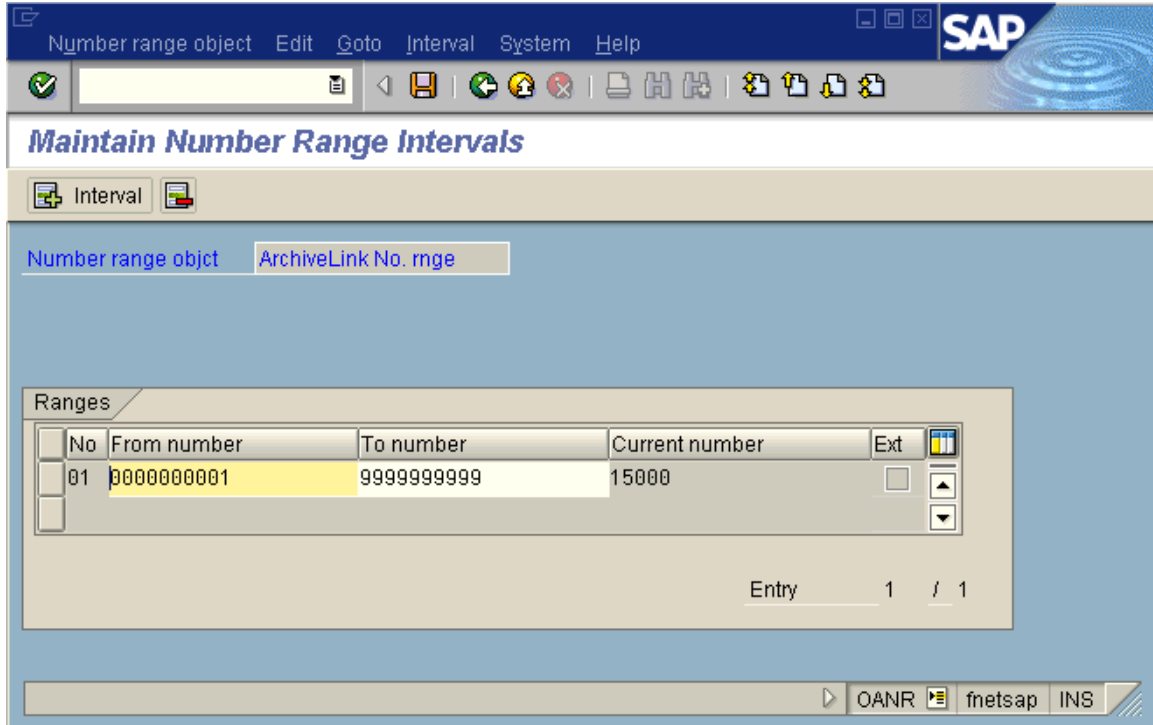 Number range object Edit Goto Interval System Help
SAP
Maintain Number Range Intervals
Interval
Number range objct ArchiveLink No. rnge
Ranges
No From number To number Current number Ext
01 0000000001 9999999999 15000
Entry 1 / 1
OANR fnetsap INS